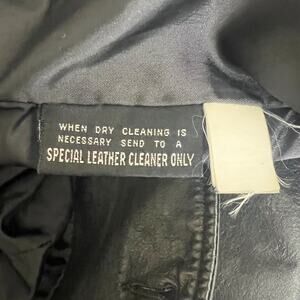 WHEN DRY CLEANING IS
NECESSARY SEND TO A
SPECIAL LEATHER CLEANER ONLY